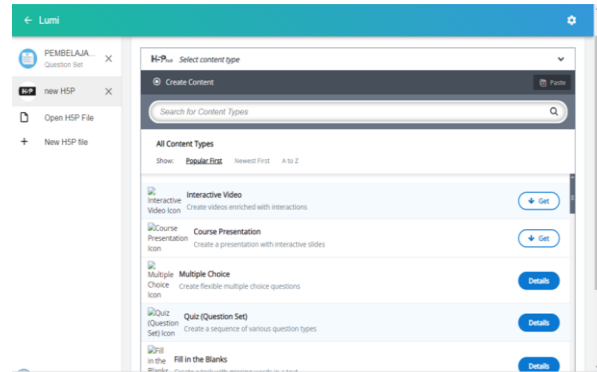 ← Lumi
PEMBELAJA...
Question Set
new H5P
Open H5P File
New H5P file
H5P Select content type
Create Content
Paste
Search for Content Types
All Content Types
Show: Popular First Newest First A to Z
Interactive Video Icon
Interactive Video
Create videos enriched with interactions
Get
Course Presentation Icon
Course Presentation
Create a presentation with interactive slides
Get
Multiple Choice Icon
Multiple Choice
Create flexible multiple choice questions
Details
Quiz (Question Set) Icon
Quiz (Question Set)
Create a sequence of various question types
Details
Fill in the Blanks
Fill in the Blanks
Details